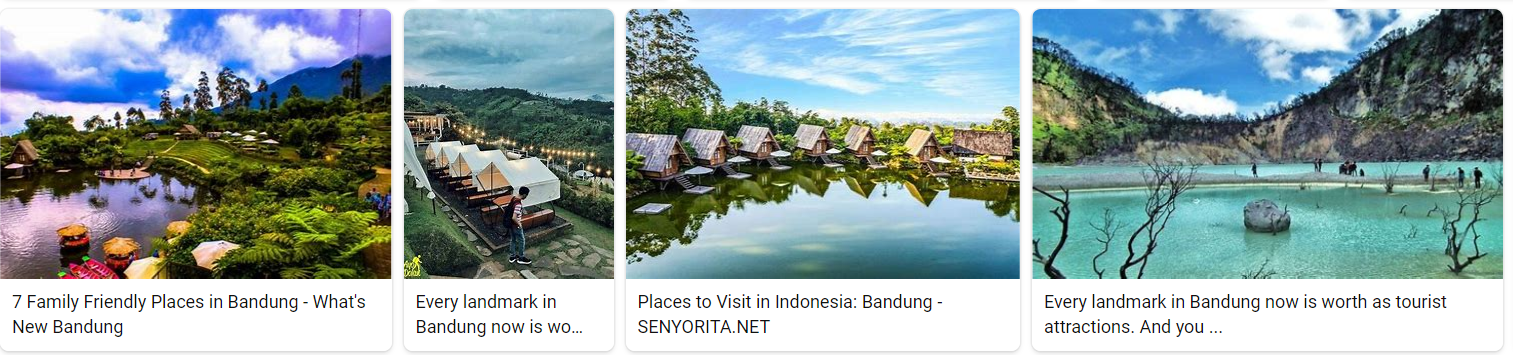 7 Family Friendly Places in Bandung - What's
New Bandung
Every landmark in
Bandung now is wo...
Places to Visit in Indonesia: Bandung -
SENYORITA.NET
Every landmark in Bandung now is worth as tourist
attractions. And you ...